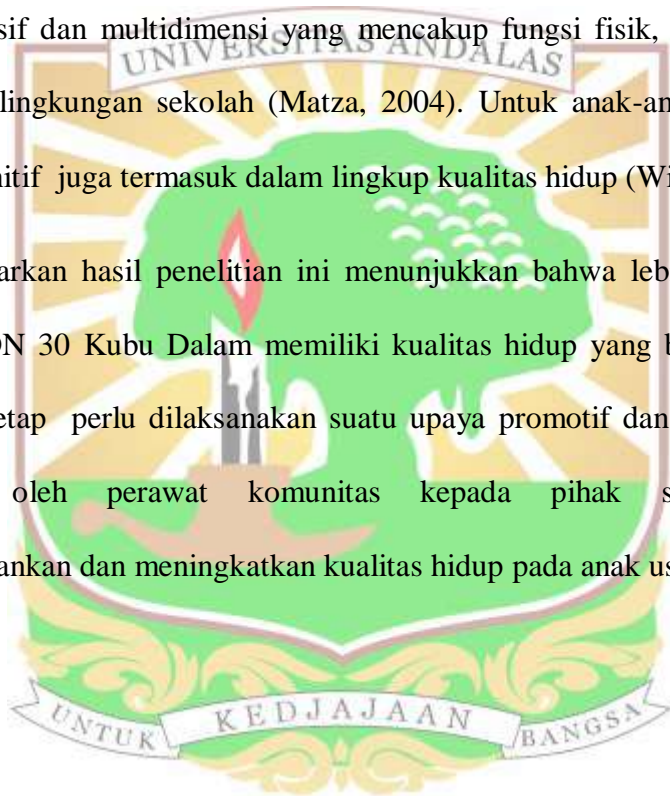 sif dan multidimensi yang mencakup fungsi fisik,
UNIVERSITAS ANDALAS
lingkungan sekolah (Matza, 2004). Untuk anak-an
nitif juga termasuk dalam lingkup kualitas hidup (Wi
arkan hasil penelitian ini menunjukkan bahwa leb
DN 30 Kubu Dalam memiliki kualitas hidup yang b
etap perlu dilaksanakan suatu upaya promotif dan
oleh perawat komunitas kepada pihak s
ankan dan meningkatkan kualitas hidup pada anak us
UNTUK KEDJAJAAN BANGSA